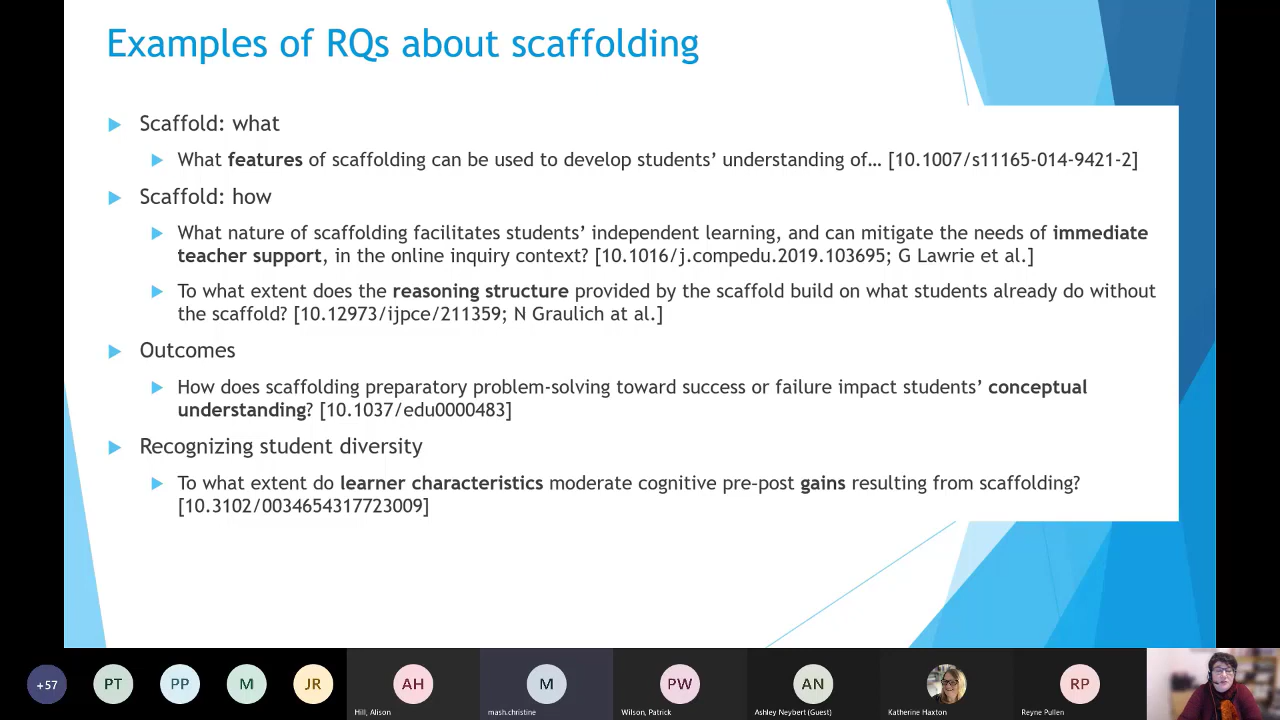 Examples of RQs about scaffolding
Scaffold: what
What features of scaffolding can be used to develop students’ understanding of… [10.1007/s11165-014-9421-2]
Scaffold: how
What nature of scaffolding facilitates students’ independent learning, and can mitigate the needs of immediate
teacher support, in the online inquiry context? [10.1016/j.compedu.2019.103695; G Lawrie et al.]
To what extent does the reasoning structure provided by the scaffold build on what students already do without
the scaffold? [10.12973/ijpce/211359; N Graulich at al.]
Outcomes
How does scaffolding preparatory problem-solving toward success or failure impact students’ conceptual
understanding? [10.1037/edu0000483]
Recognizing student diversity
To what extent do learner characteristics moderate cognitive pre-post gains resulting from scaffolding?
[10.3102/0034654317723009]
+57 PT PP M JR AH M PW AN RP
Hill, Alison mash.christine Wilson, Patrick Ashley Neybert (Guest) Katherine Haxton Reyne Pullen